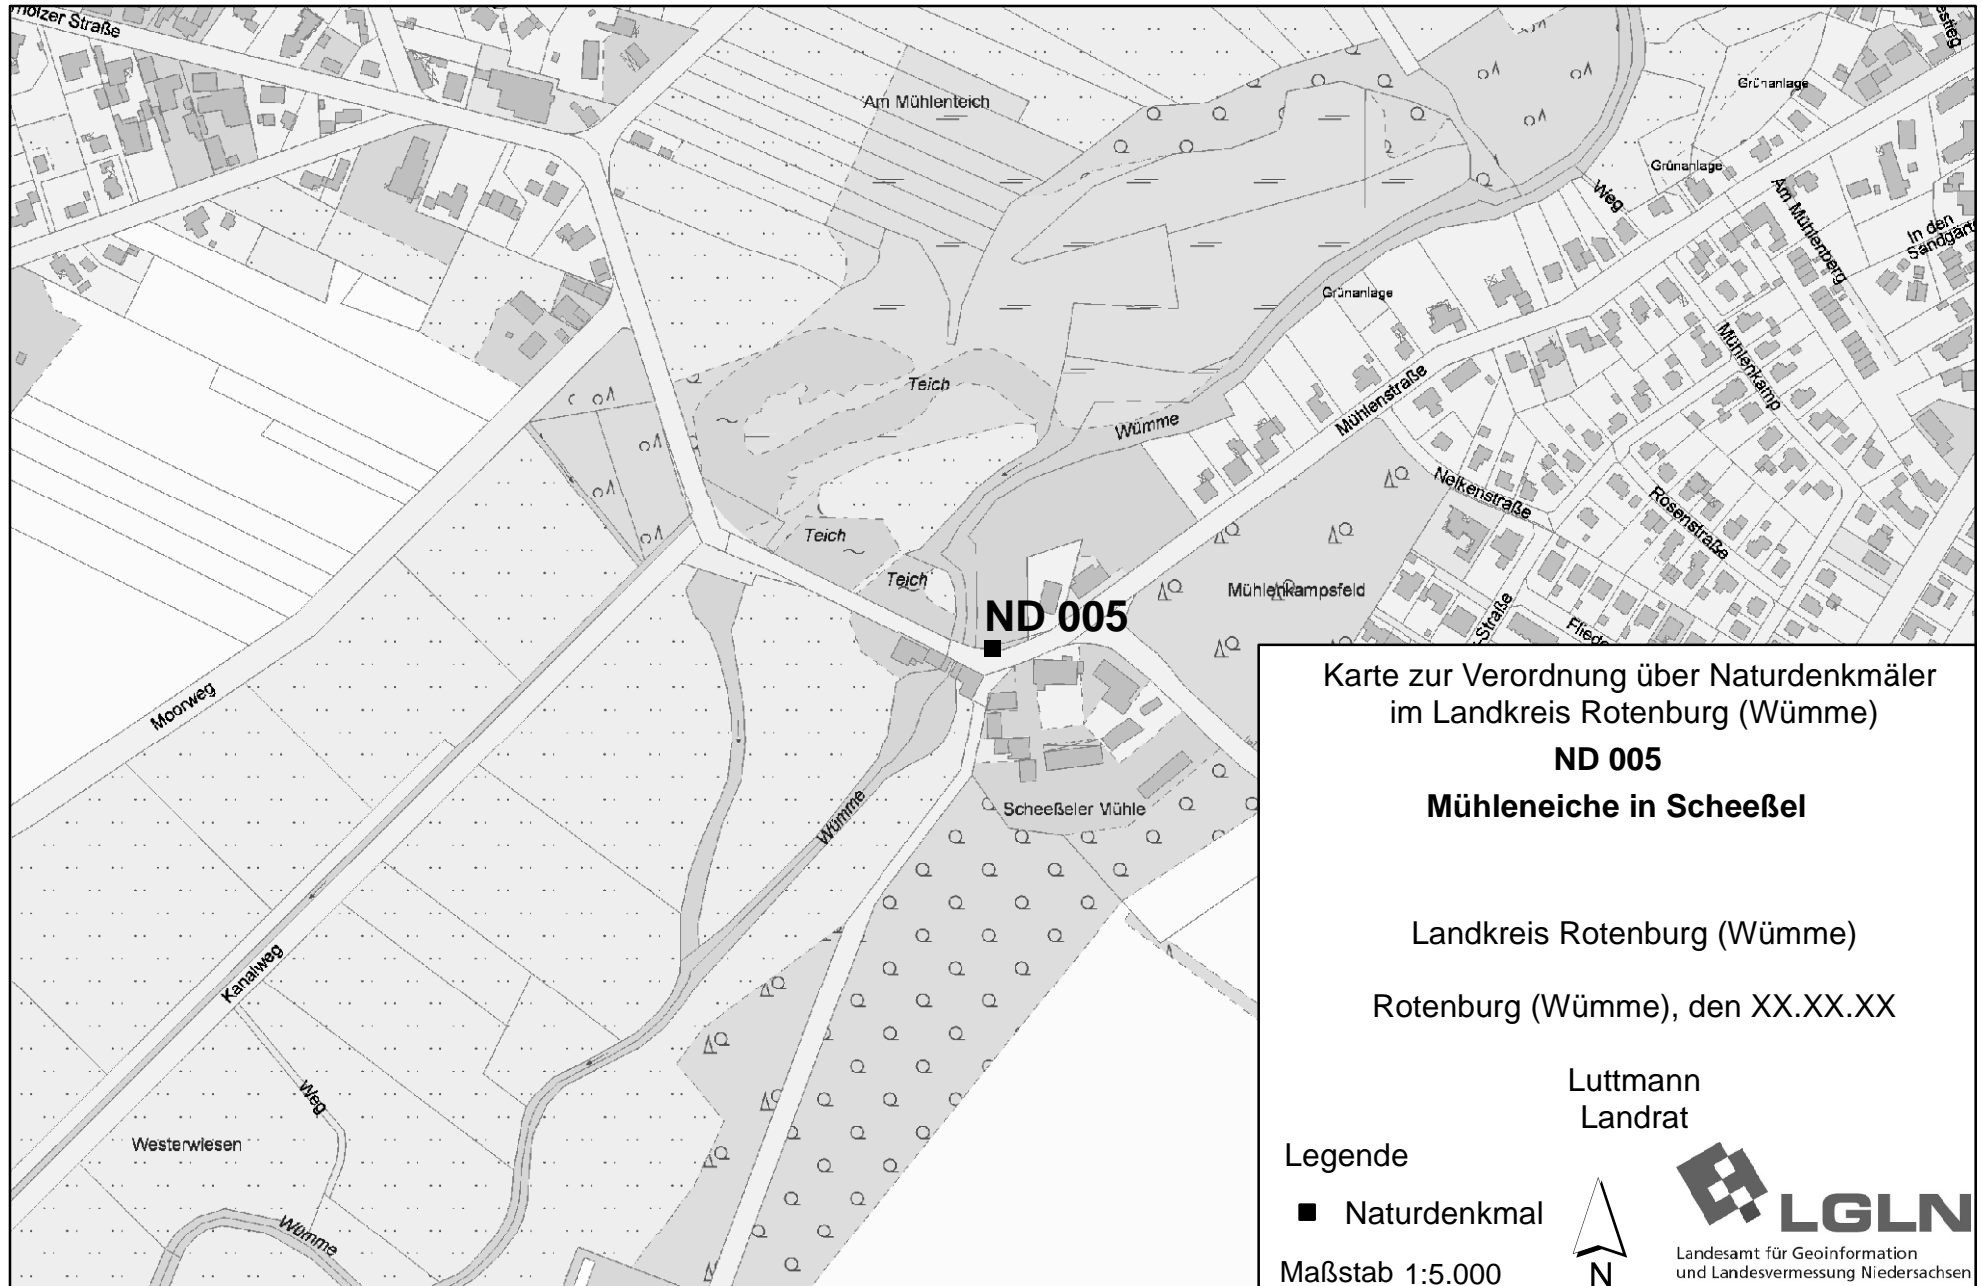 Am Mühlenteich
Grünanlage
Grünanlage
Weg
Am Mühlenberg
In den
Grünanlage
Mühlenkamp
Teich
Mühlenstraße
Wümme
Nelkenstraße
Rosenstraße
Teich
Teich
Mühlenkampsfeld
ND 005
-Straße
Moorweg
Wümme
Scheeßeler Mühle
Kanalweg
Weg
Westerwiesen
Wümme
Karte zur Verordnung über Naturdenkmäler
im Landkreis Rotenburg (Wümme)
ND 005
Mühleneiche in Scheeßel
Landkreis Rotenburg (Wümme)
Rotenburg (Wümme), den XX.XX.XX
Luttmann
Landrat
Legende
Naturdenkmal
Maßstab 1:5.000
N
LGLN
Landesamt für Geoinformation
und Landesvermessung Niedersachsen